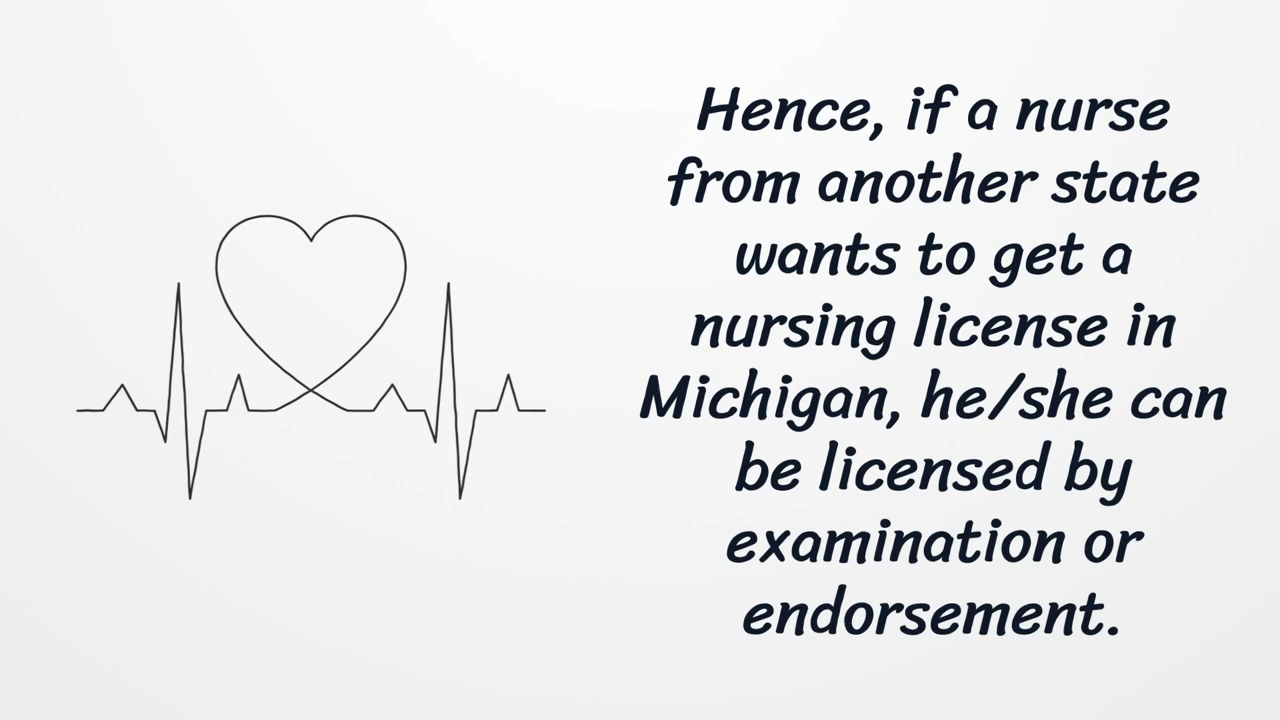 Hence, if a nurse
from another state
wants to get a
nursing license in
Michigan, he/she can
be licensed by
examination or
endorsement.